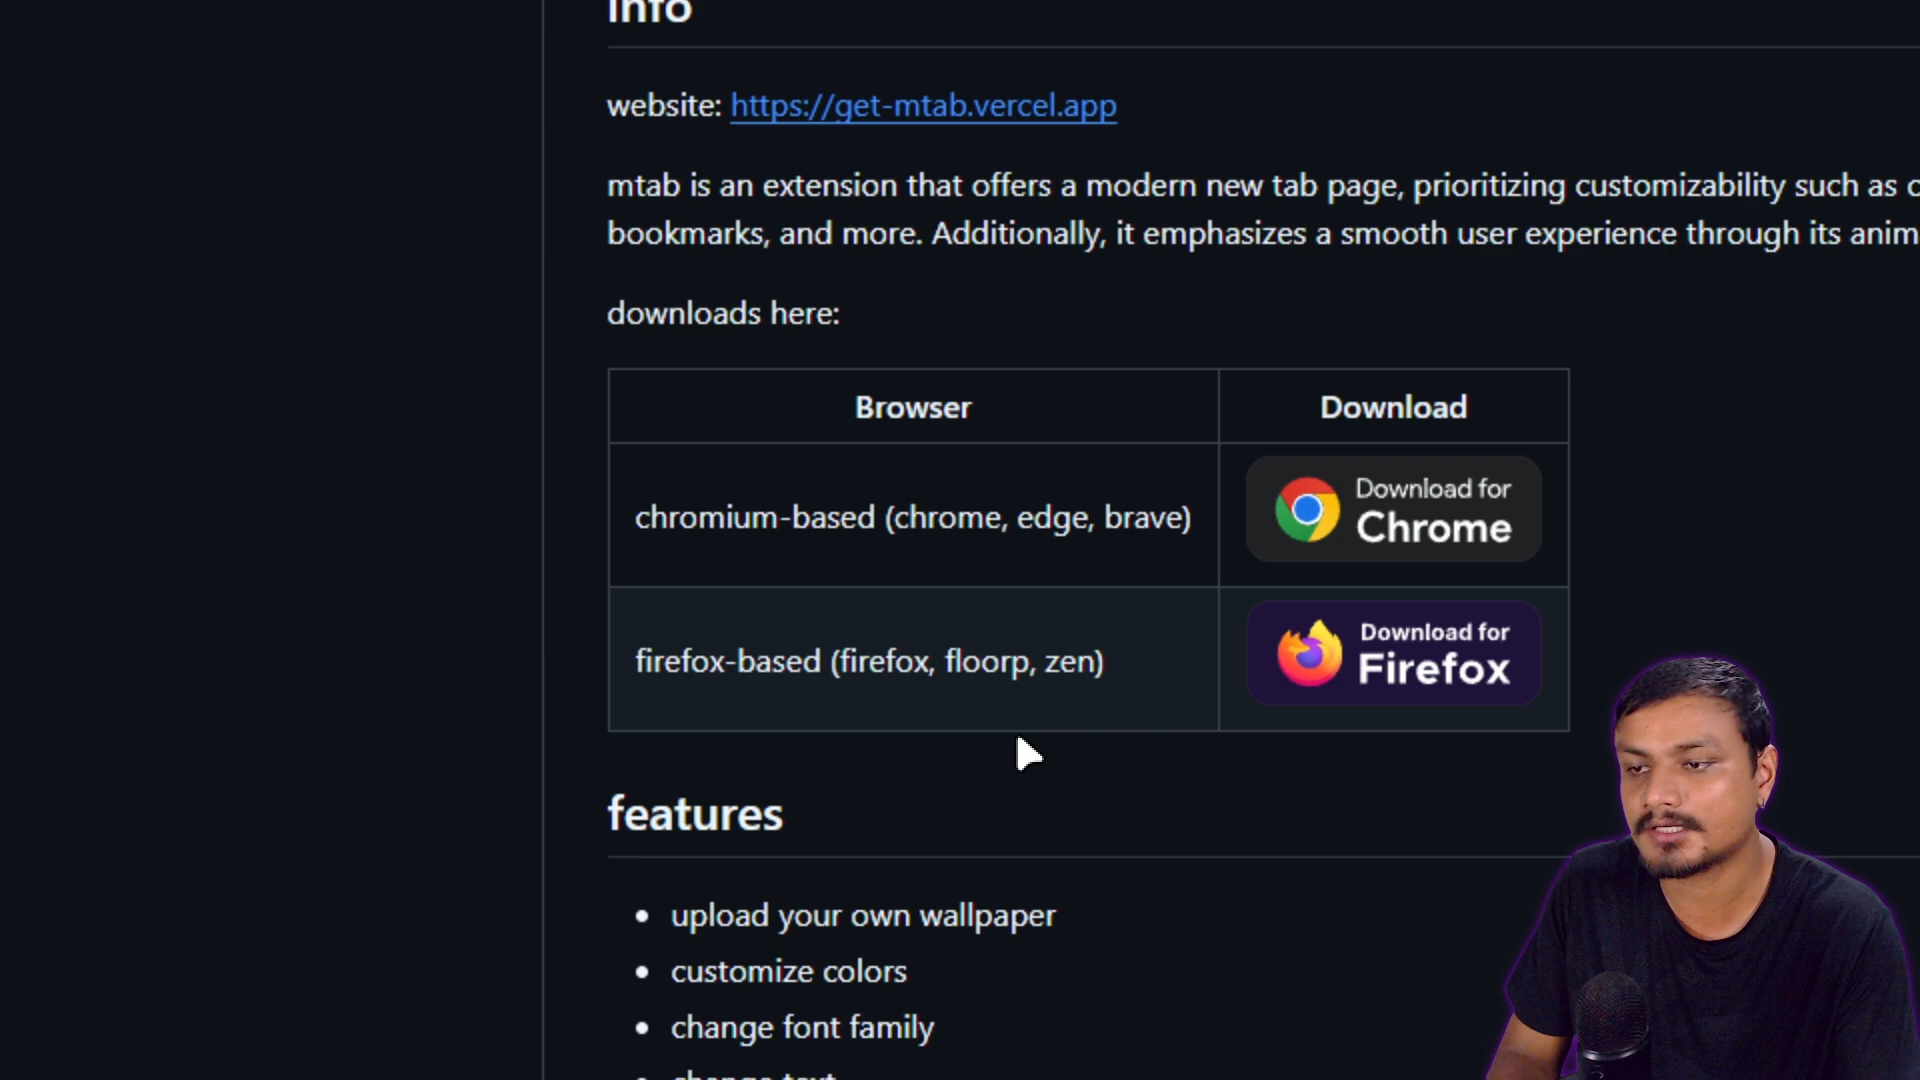 info
website: https://get-mtab.vercel.app
mtab is an extension that offers a modern new tab page, prioritizing customizability such as
bookmarks, and more. Additionally, it emphasizes a smooth user experience through its anim
downloads here:
Browser Download
chromium-based (chrome, edge, brave)
Download for
Chrome
firefox-based (firefox, floorp, zen)
Download for
Firefox
features
• upload your own wallpaper
• customize colors
• change font family
• change text